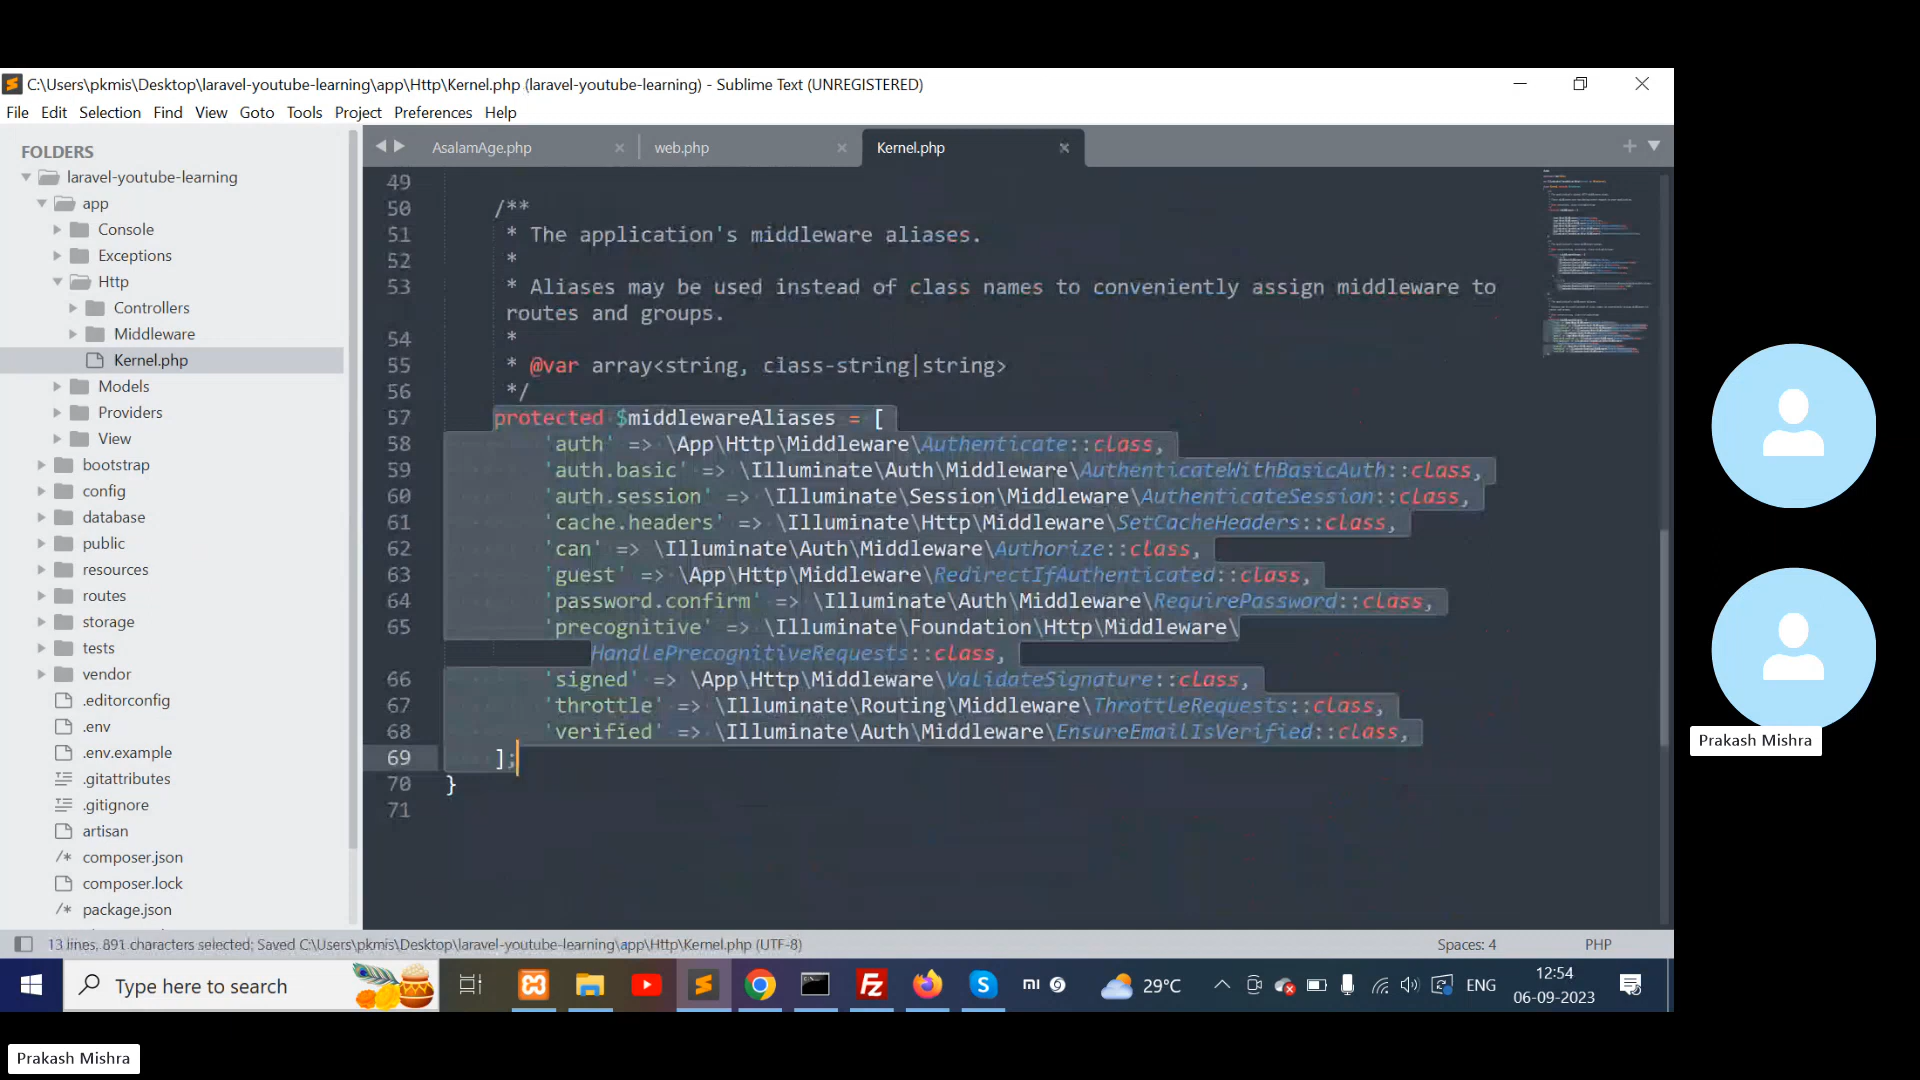 C:\Users\pkmis\Desktop\laravel-youtube-learning\app\Http\Kernel.php (laravel-youtube-learning) - Sublime Text (UNREGISTERED)
File Edit Selection Find View Goto Tools Project Preferences Help
FOLDERS
laravel-youtube-learning
app
Console
Exceptions
Http
Controllers
Middleware
Kernel.php
Models
Providers
View
bootstrap
config
database
public
resources
routes
storage
tests
vendor
.editorconfig
.env
.env.example
.gitattributes
.gitignore
artisan
/* composer.json
composer.lock
/* package.json
AsalamAge.php × web.php × Kernel.php ×
49
50 /**
51 * The application's middleware aliases.
52 *
53 * Aliases may be used instead of class names to conveniently assign middleware to
routes and groups.
54 *
55 * @var array<string, class-string|string>
56 */
57 protected $middlewareAliases = [
58 'auth' => \App\Http\Middleware\Authenticate::class,
59 'auth.basic' => \Illuminate\Auth\Middleware\AuthenticateWithBasicAuth::class,
60 'auth.session' => \Illuminate\Session\Middleware\AuthenticateSession::class,
61 'cache.headers' => \Illuminate\Http\Middleware\SetCacheHeaders::class,
62 'can' => \Illuminate\Auth\Middleware\Authorize::class,
63 'guest' => \App\Http\Middleware\RedirectIfAuthenticated::class,
64 'password.confirm' => \Illuminate\Auth\Middleware\RequirePassword::class,
65 'precognitive' => \Illuminate\Foundation\Http\Middleware\
HandlePrecognitiveRequests::class,
66 'signed' => \App\Http\Middleware\ValidateSignature::class,
67 'throttle' => \Illuminate\Routing\Middleware\ThrottleRequests::class,
68 'verified' => \Illuminate\Auth\Middleware\EnsureEmailIsVerified::class,
69 ];
70 }
71
13 lines, 891 characters selected; Saved C:\Users\pkmis\Desktop\laravel-youtube-learning\app\Http\Kernel.php (UTF-8)
Spaces: 4 PHP
Type here to search
29°C
ENG
12:54
06-09-2023
Prakash Mishra
Prakash Mishra